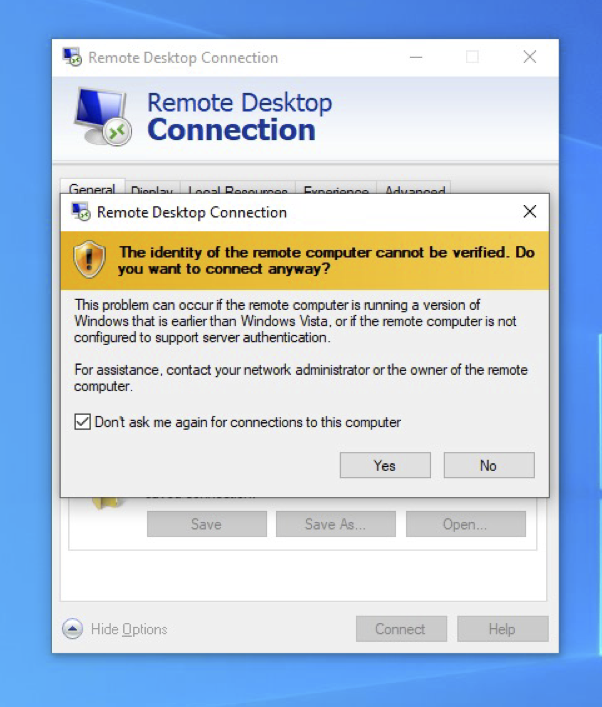 Remote Desktop Connection
Remote Desktop
Connection
General Display Local Resources Experience Advanced
Remote Desktop Connection
The identity of the remote computer cannot be verified. Do
you want to connect anyway?
This problem can occur if the remote computer is running a version of
Windows that is earlier than Windows Vista, or if the remote computer is not
configured to support server authentication.
For assistance, contact your network administrator or the owner of the remote
computer.
Don't ask me again for connections to this computer
Yes No
saved connection.
Save Save As... Open...
Hide Options Connect Help